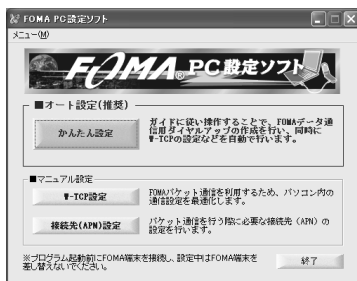 FOMA PC設定ソフト
メニュー(M)
FOMA® PC設定ソフト
■オート設定(推奨)
かんたん設定
ガイドに従い操作することで、FOMAデータ通
信用ダイヤルアップの作成を行い、同時に
W-TCPの設定などを自動で行います。
■マニュアル設定
W-TCP設定
FOMAパケット通信を利用するため、パソコン内の
通信設定を最適化します。
接続先(APN)設定
パケット通信を行う際に必要な接続先(APN)の
設定を行います。
※プログラム起動前にFOMA端末を接続し、設定中はFOMA端末を
差し替えないでください。
終了